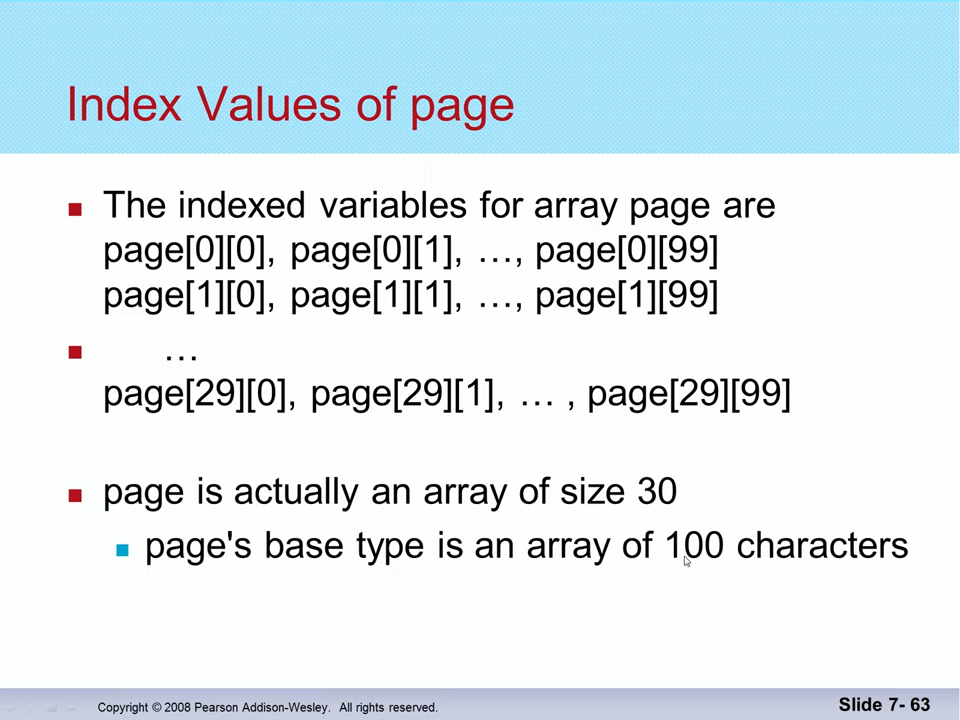 Index Values of page
The indexed variables for array page are
page[0][0], page[0][1], …, page[0][99]
page[1][0], page[1][1], …, page[1][99]
…
page[29][0], page[29][1], … , page[29][99]
page is actually an array of size 30
page's base type is an array of 100 characters
Copyright © 2008 Pearson Addison-Wesley. All rights reserved.
Slide 7- 63